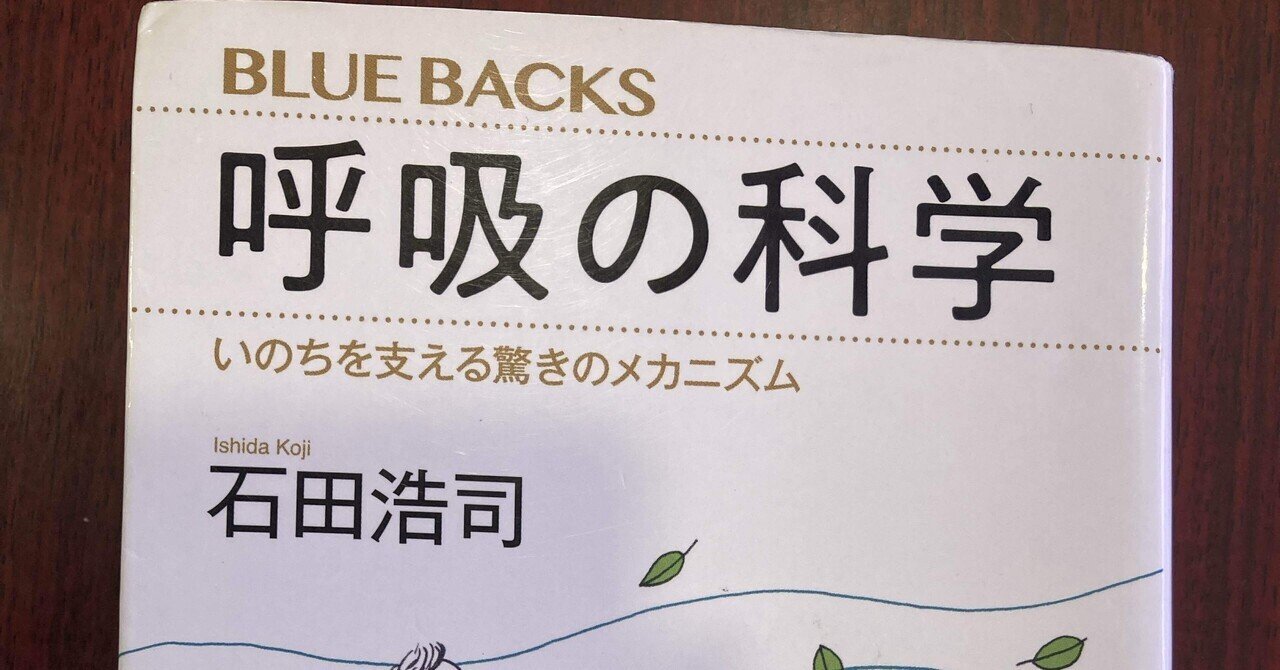 BLUE BACKS
呼吸の科学
いのちを支える驚きのメカニズム
Ishida Koji
石田浩司